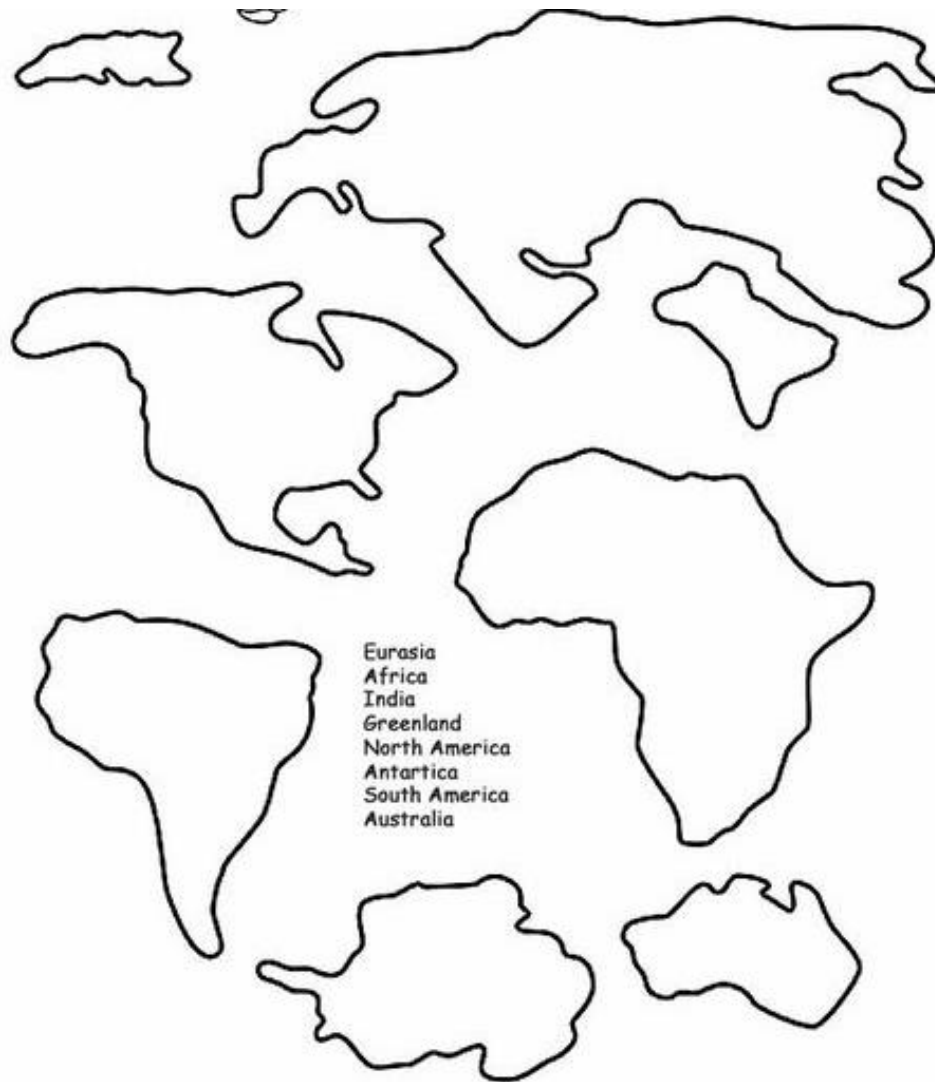 Eurasia
Africa
India
Greenland
North America
Antartica
South America
Australia